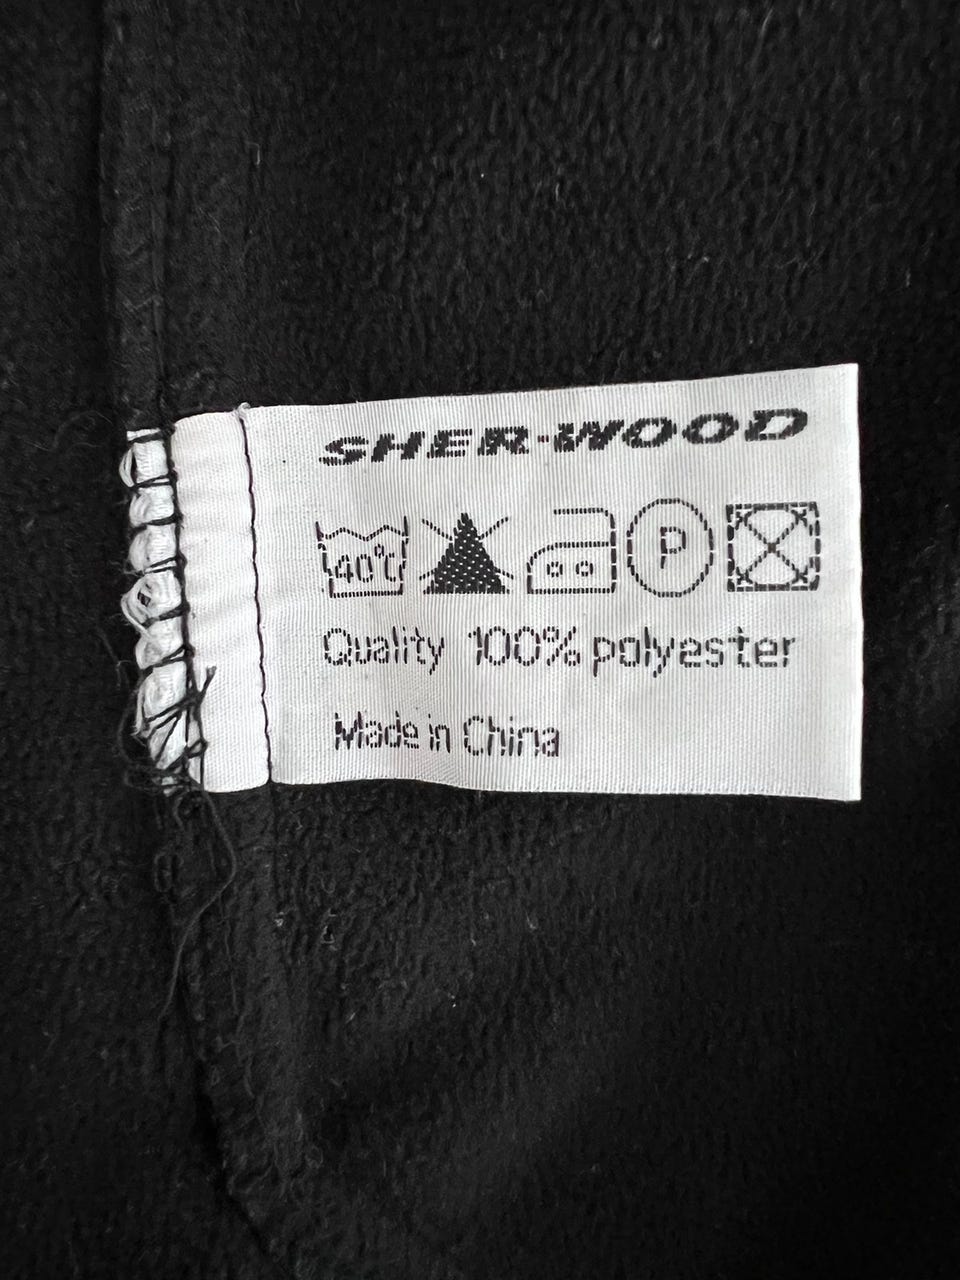 SHER-WOOD
40°C P
Quality 100% polyester
Made in China